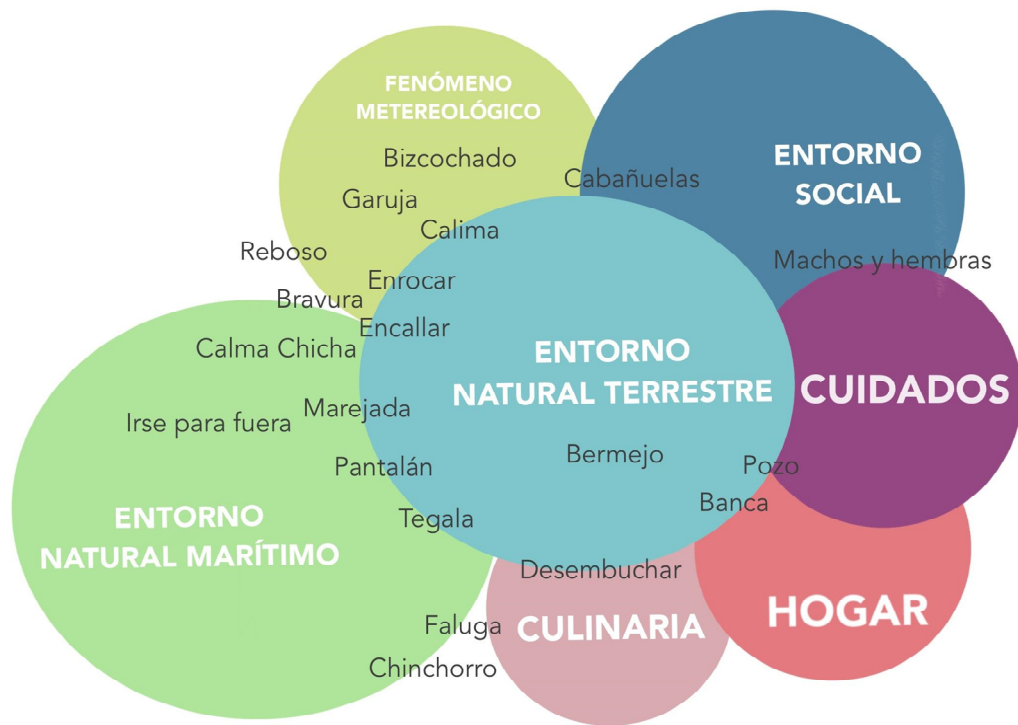 FENÓMENO
METEREOLÓGICO
Bizcochado
Cabañuelas
ENTORNO
SOCIAL
Garuja
Calima
Reboso
Machos y hembras
Enrocar
Bravura
Encallar
Calma Chicha
ENTORNO
NATURAL TERRESTRE
CUIDADOS
Marejada
Irse para fuera
Bermejo
Pantalán
Pozo
Banca
ENTORNO
NATURAL MARÍTIMO
Tegala
Desembuchar
HOGAR
Faluga
CULINARIA
Chinchorro